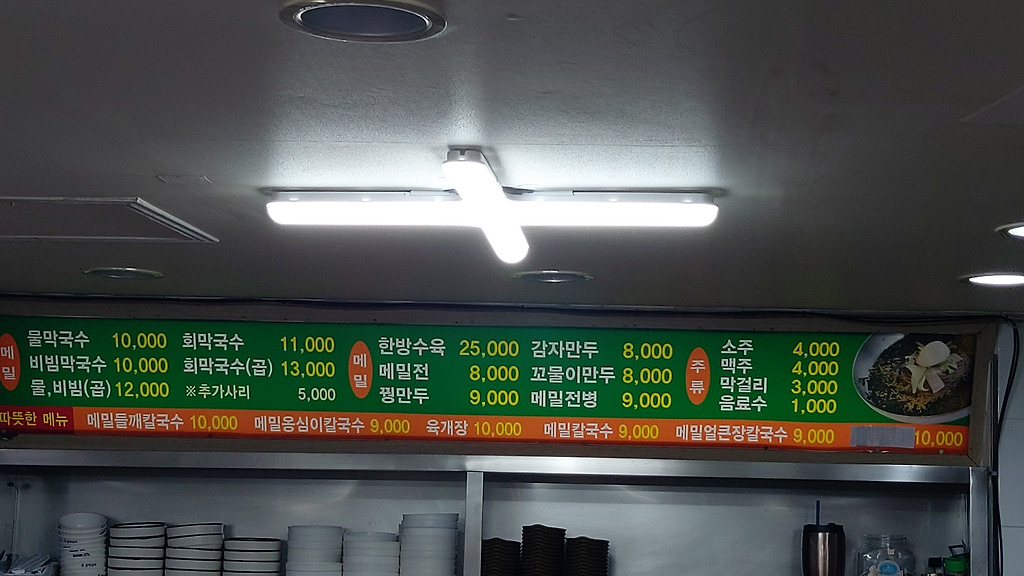 메밀
물막국수 10,000 회막국수 11,000
비빔막국수 10,000 회막국수(곱) 13,000
물,비빔(곱) 12,000 ※추가사리 5,000
메밀
한방수육 25,000 감자만두 8,000
메밀전 8,000 꼬물이만두 8,000
꿩만두 9,000 메밀전병 9,000
주류
소주 4,000
맥주 4,000
막걸리 3,000
음료수 1,000
따뜻한 메뉴 메밀들깨칼국수 10,000 메밀옹심이칼국수 9,000 육개장 10,000 메밀칼국수 9,000 메밀얼큰장칼국수 9,000 10,000